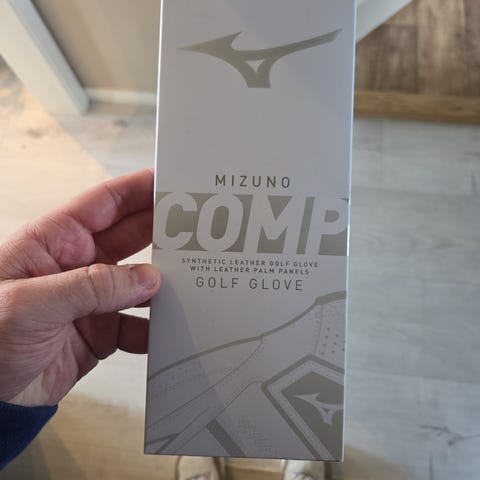 MIZUNO
COMP
SYNTHETIC LEATHER GOLF GLOVE
WITH LEATHER PALM PANELS
GOLF GLOVE